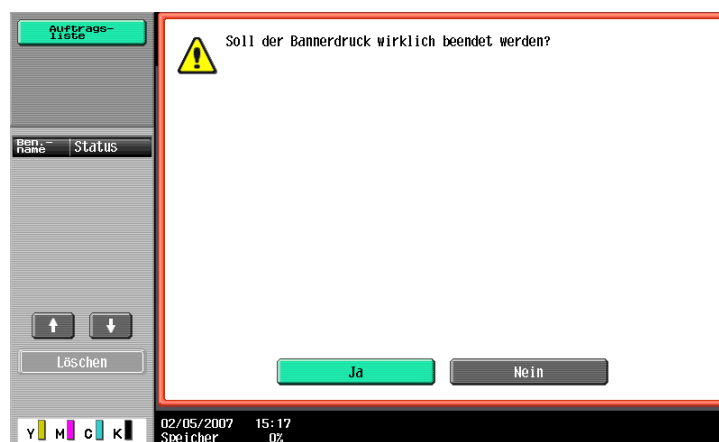 Auftrags-
liste
Soll der Bannerdruck wirklich beendet werden?
Ben.-
name
Status
Löschen
Ja
Nein
Y M C K
02/05/2007 15:17
Speicher 0%